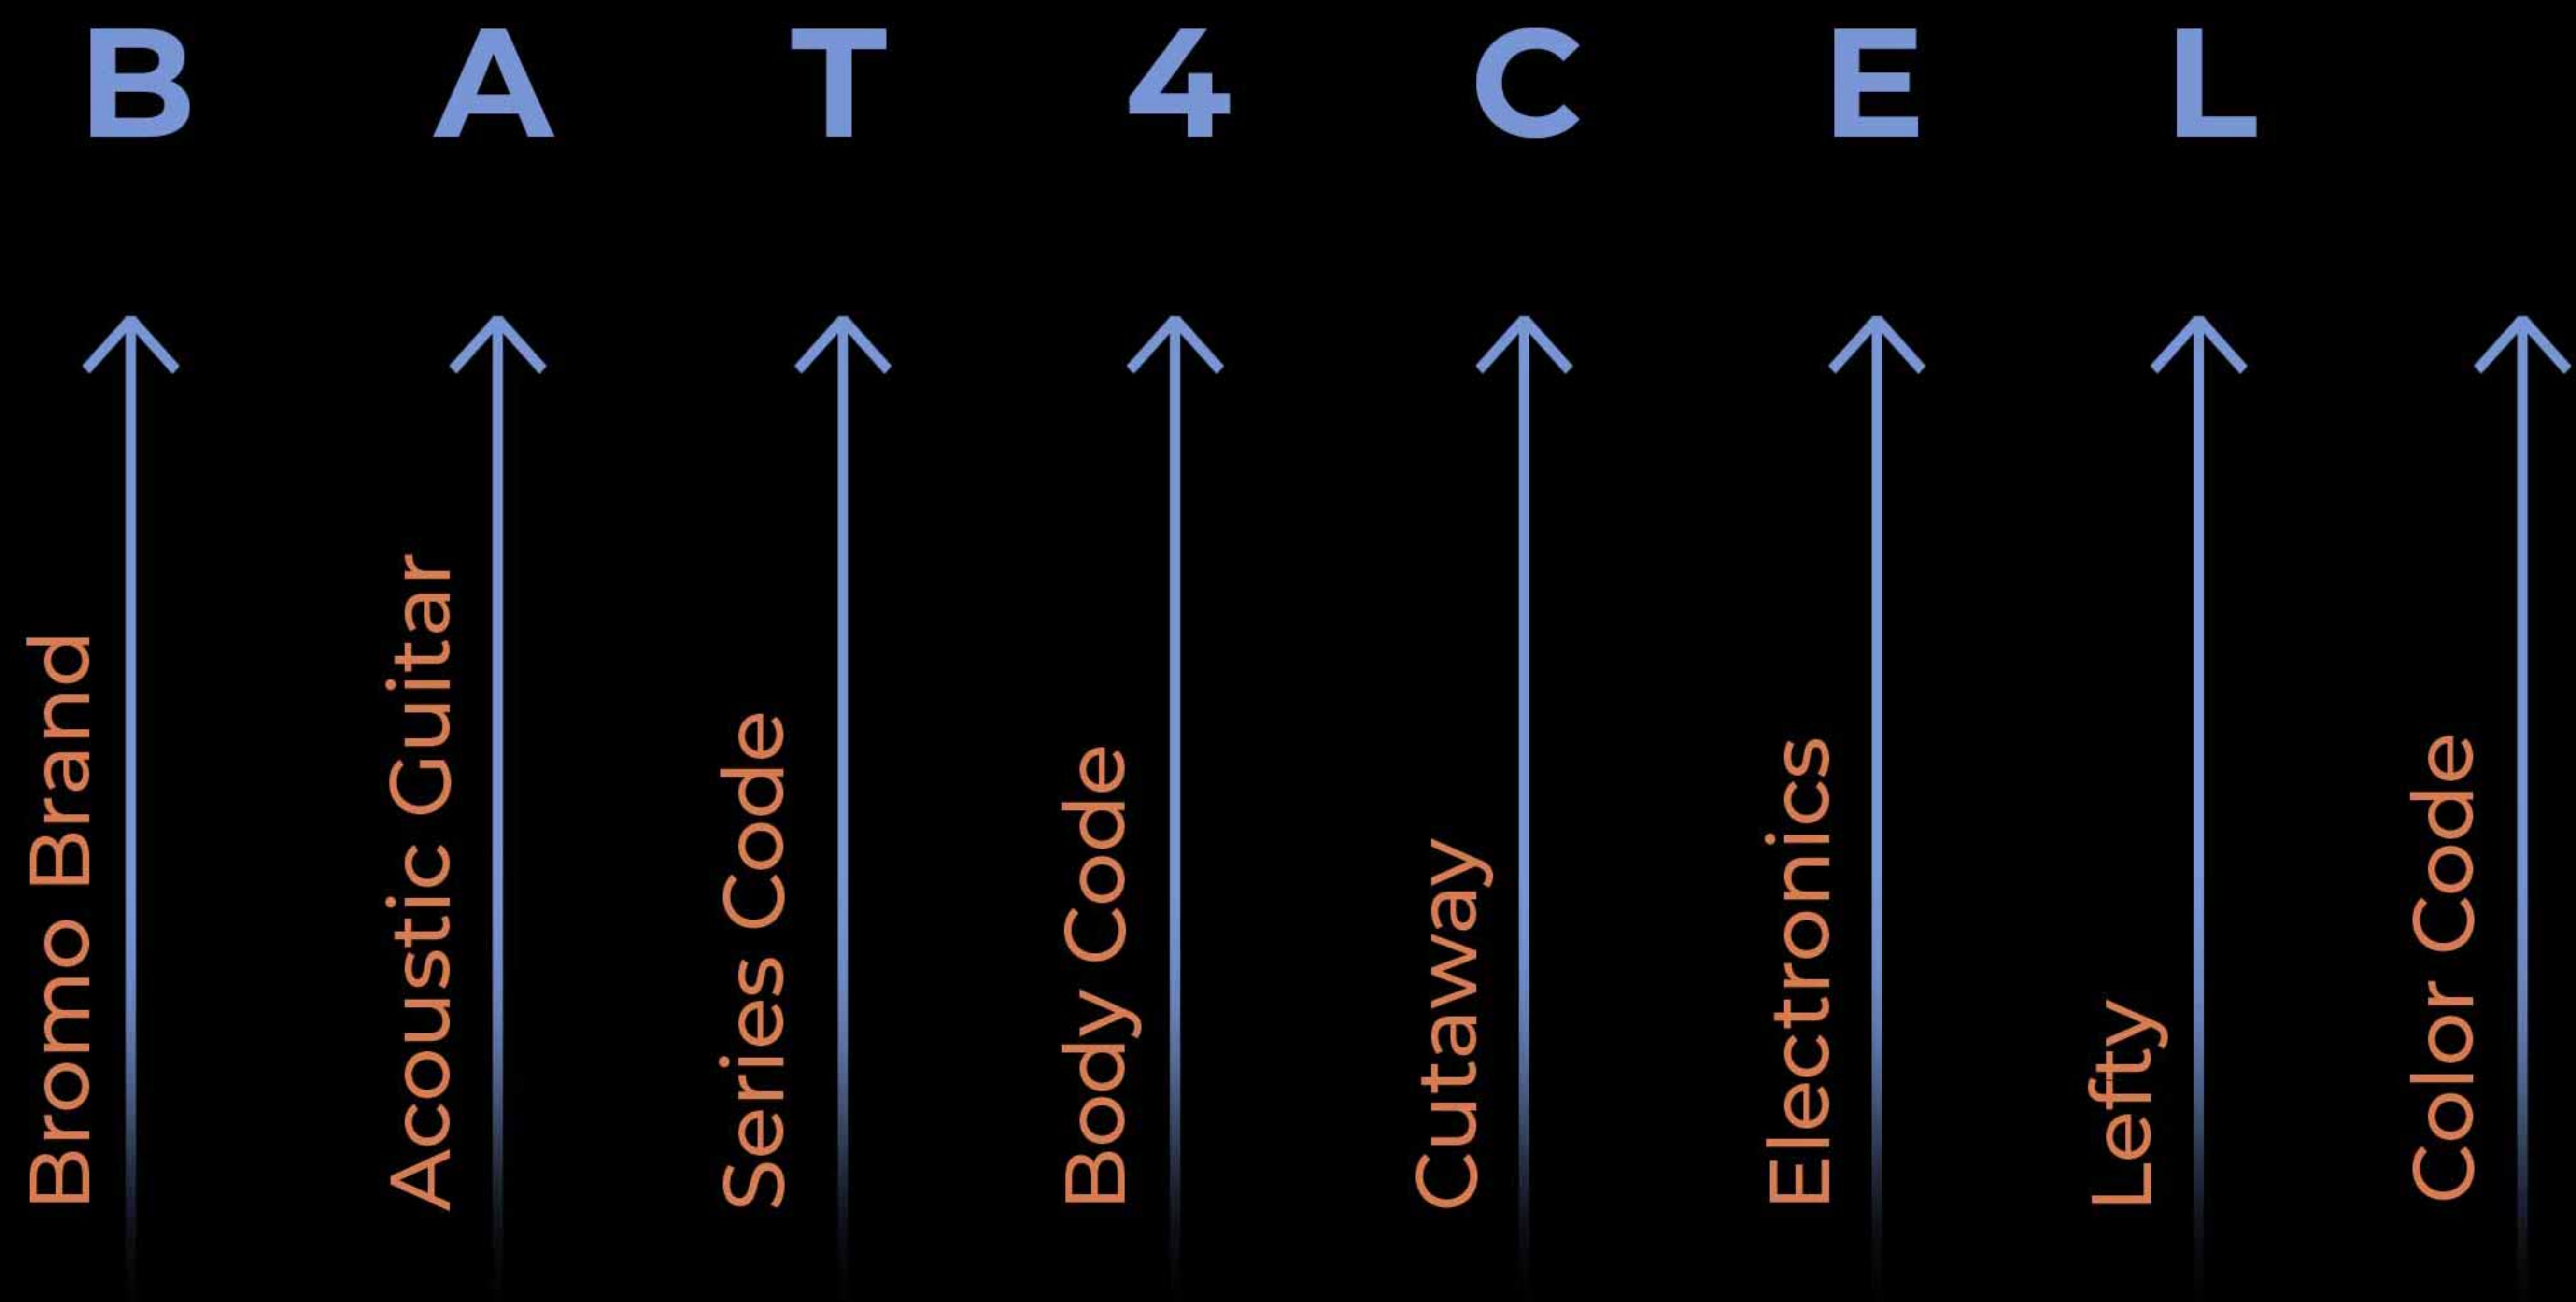 B A T 4 C E L
Bromo Brand
Acoustic Guitar
Series Code
Body Code
Cutaway
Electronics
Lefty
Color Code